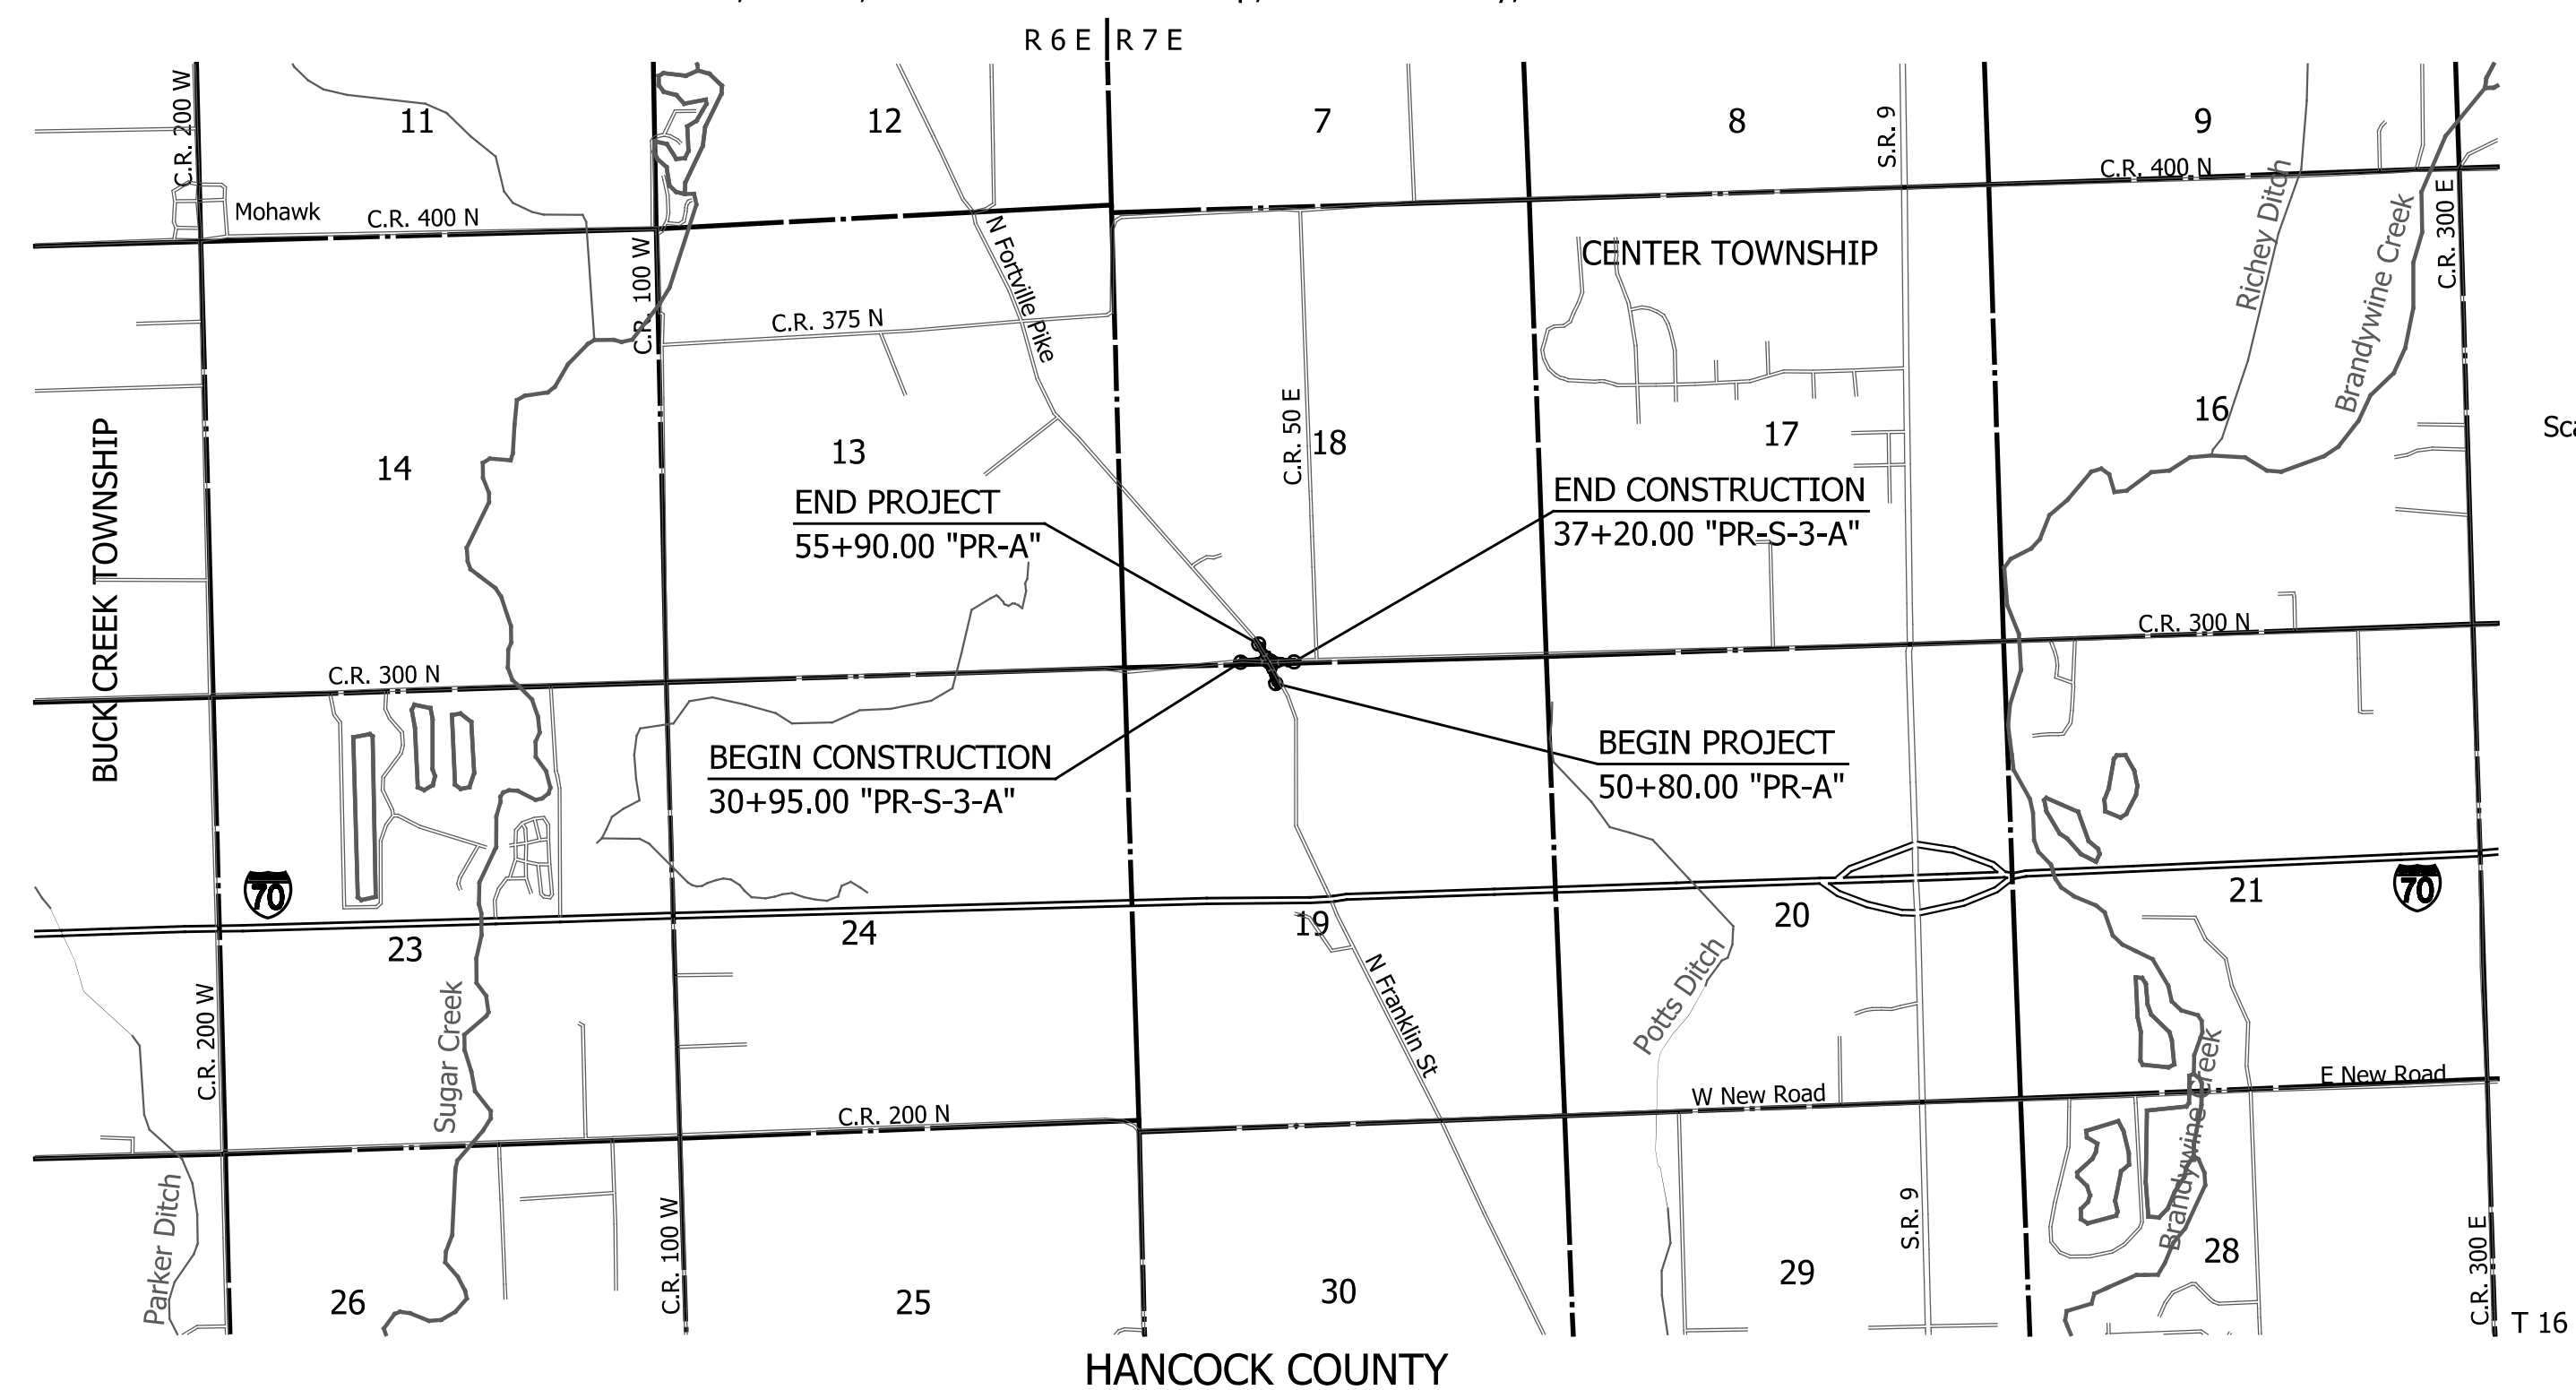 R 6 E R 7 E
C.R. 200 W
11
12
7
8
S.R. 9
9
C.R. 400 N
Richey Ditch
C.R. 300 E
Mohawk
C.R. 400 N
N Fortville Pike
CENTER TOWNSHIP
Brandywine Creek
C.R. 100 W
C.R. 375 N
BUCK CREEK TOWNSHIP
14
13
C.R. 50 E
18
17
16
Sca
END PROJECT
55+90.00 "PR-A"
END CONSTRUCTION
37+20.00 "PR-S-3-A"
C.R. 300 N
C.R. 300 N
BEGIN CONSTRUCTION
30+95.00 "PR-S-3-A"
BEGIN PROJECT
50+80.00 "PR-A"
70
70
23
24
19
20
21
C.R. 200 W
Sugar Creek
N Franklin St
Potts Ditch
Brandywine Creek
C.R. 200 N
W New Road
E New Road
Parker Ditch
26
C.R. 100 W
25
30
29
S.R. 9
28
C.R. 300 E
T 16
HANCOCK COUNTY